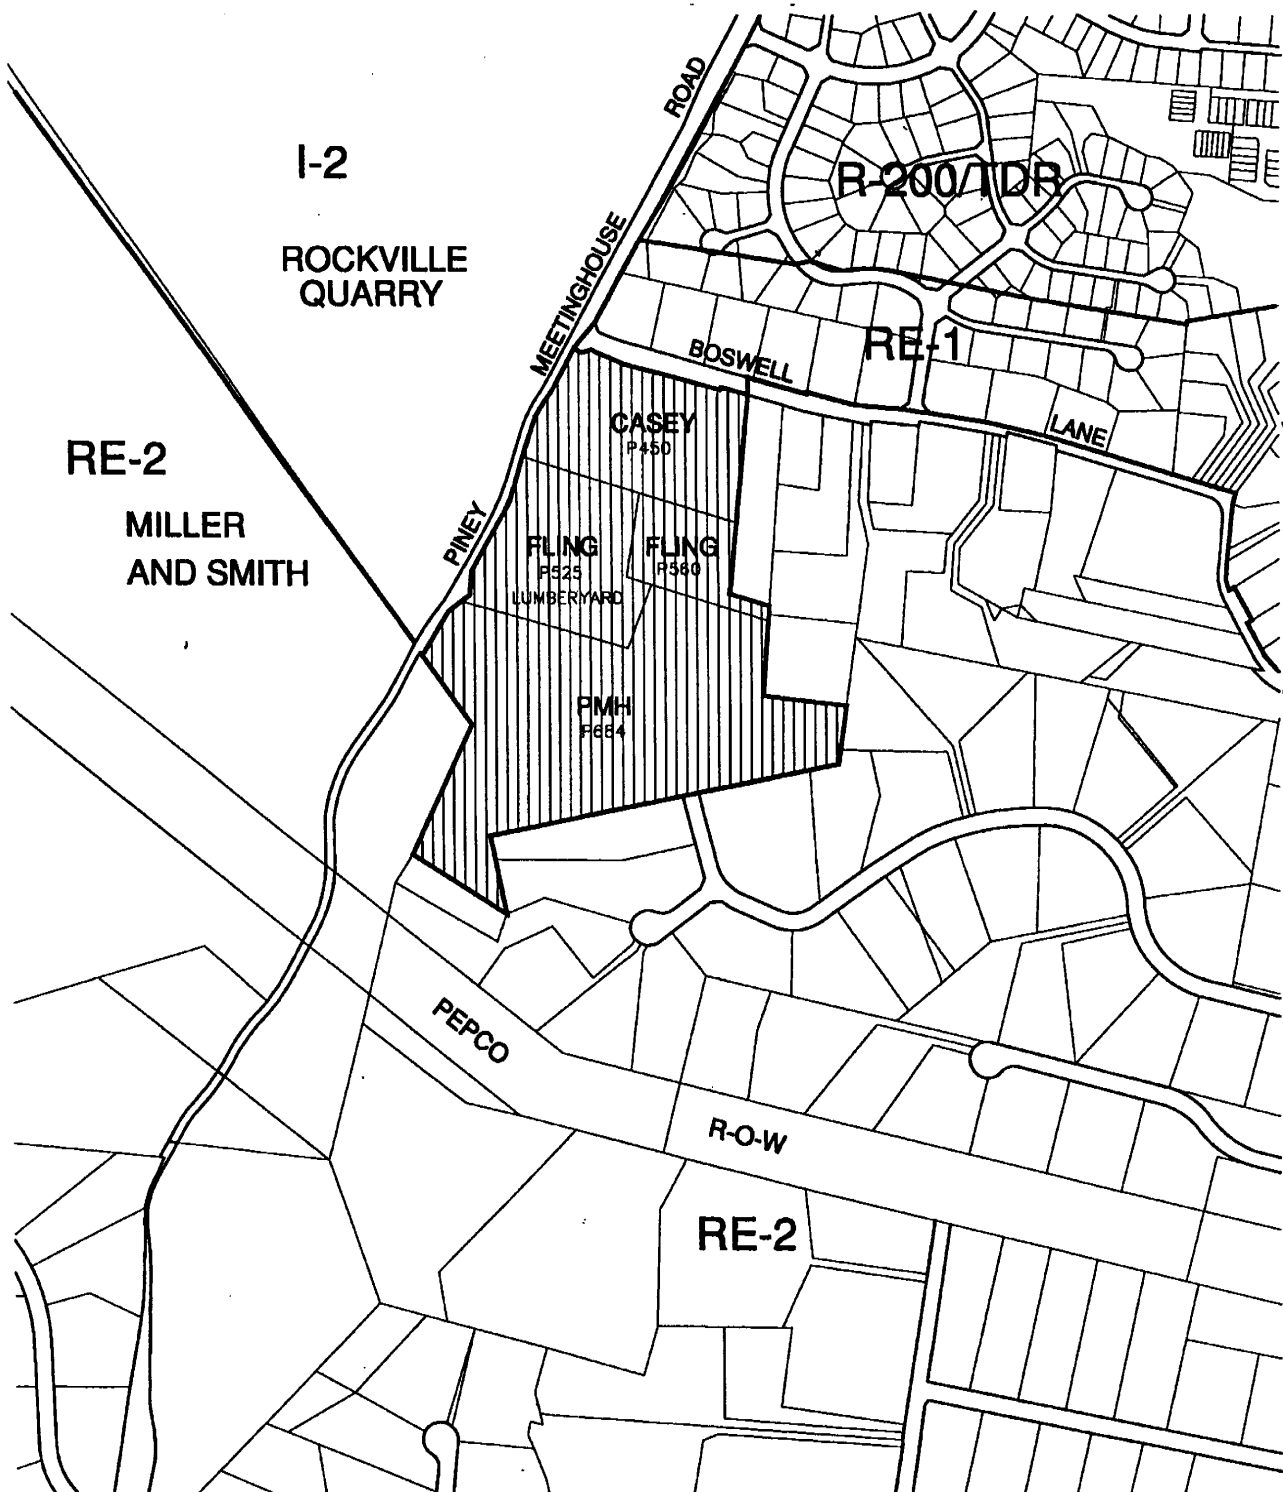 ROAD
I-2
R-200/TDR
ROCKVILLE
QUARRY
MEETINGHOUSE
RE-1
BOSWELL
CASEY
P450
LANE
RE-2
MILLER
AND SMITH
PINEY
FLING
P525
LUMBERYARD
FLING
P560
PMH
P684
PEPCO
R-O-W
RE-2